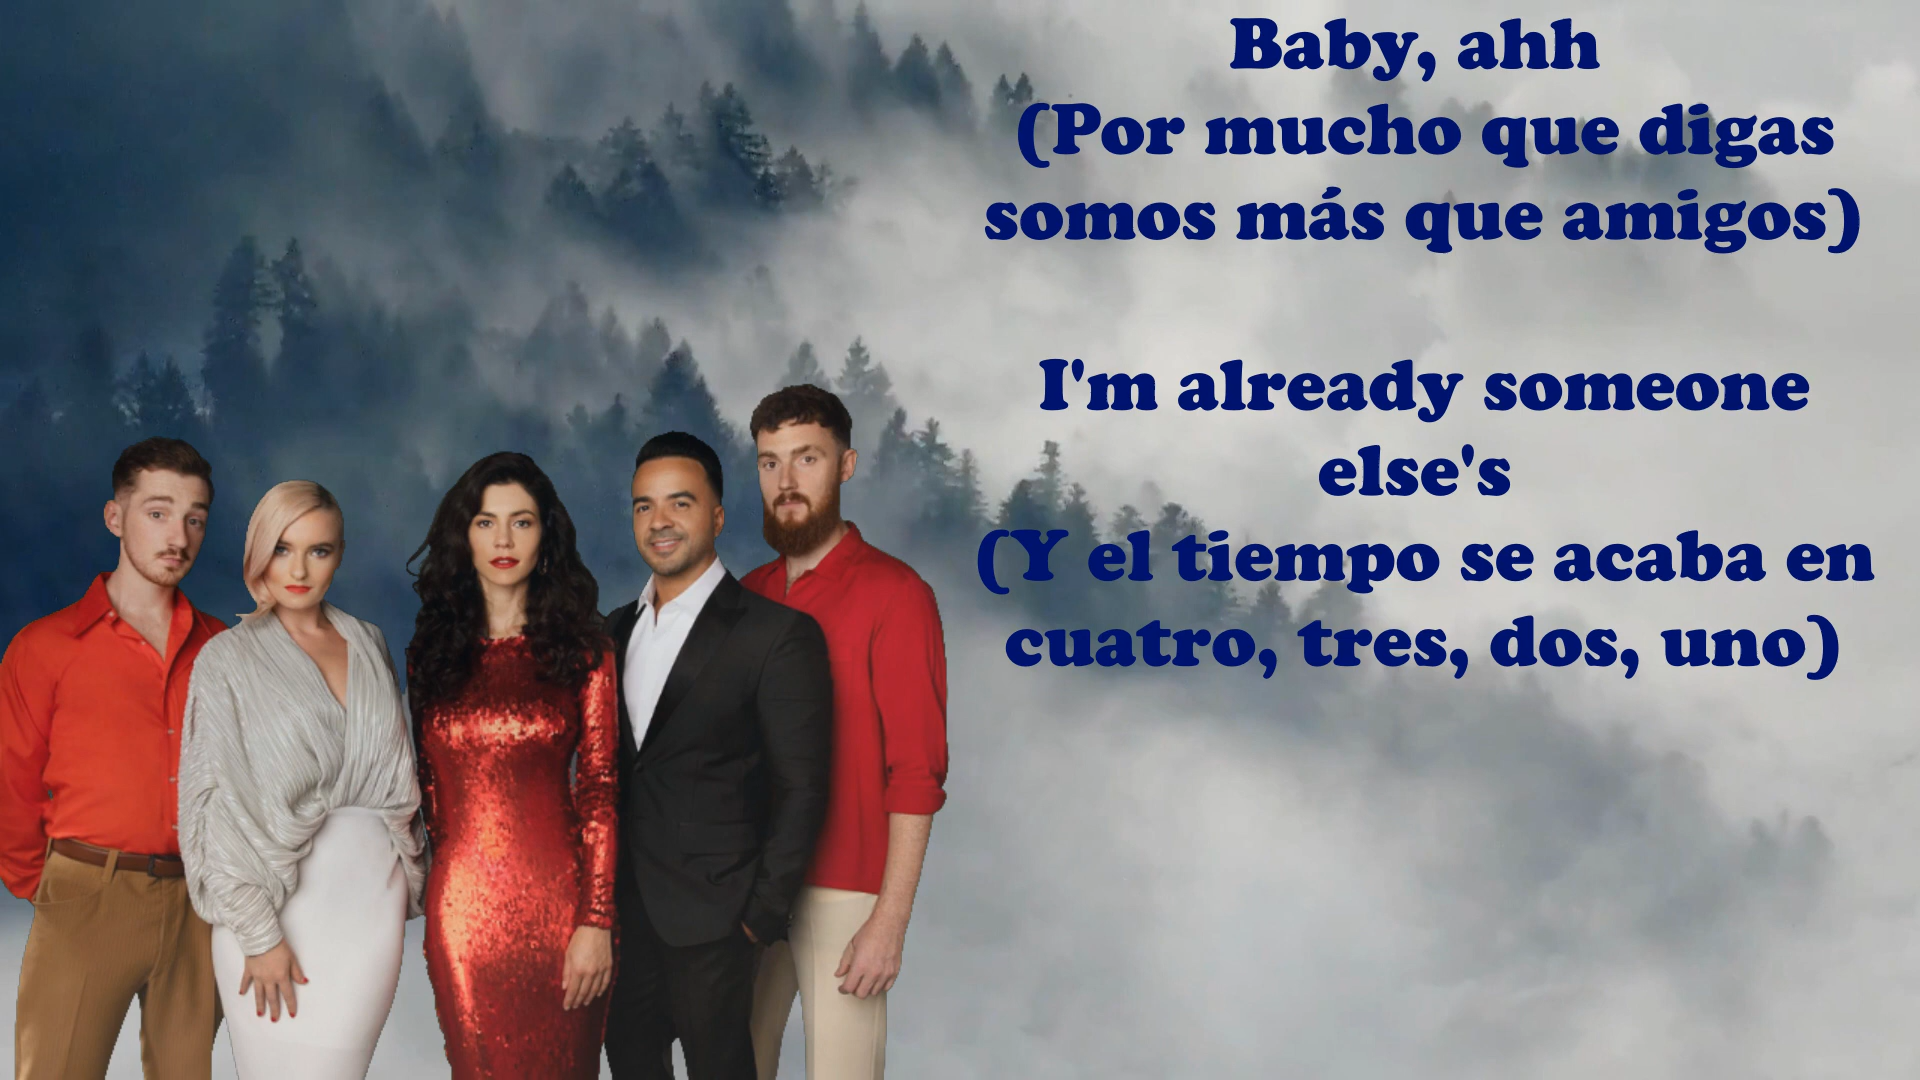 Baby, ahh
(Por mucho que digas
somos más que amigos)
I'm already someone
else's
(Y el tiempo se acaba en
cuatro, tres, dos, uno)